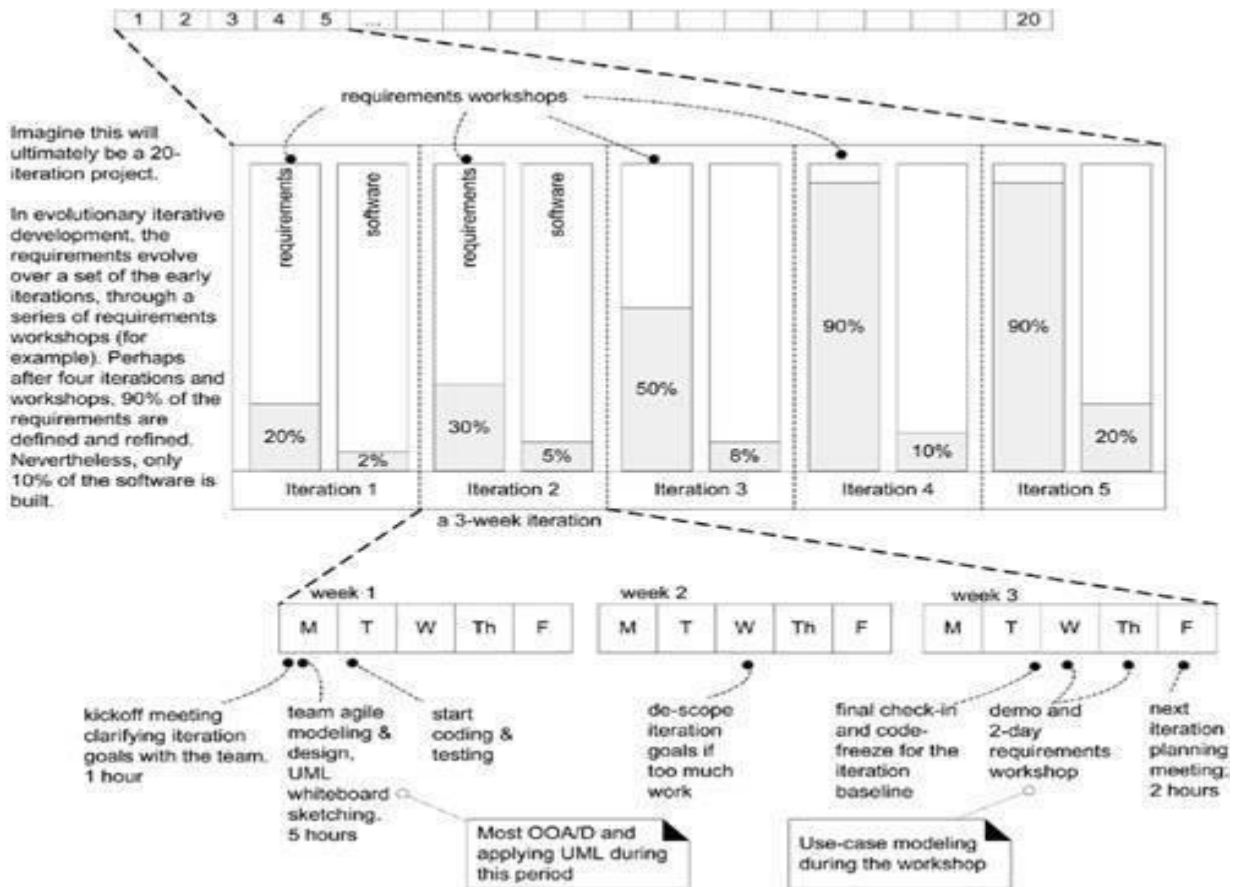 1 2 3 4 5 ... 20
requirements workshops
Imagine this will
ultimately be a 20-
iteration project.
In evolutionary iterative
development, the
requirements evolve
over a set of the early
iterations, through a
series of requirements
workshops (for
example). Perhaps
after four iterations and
workshops, 90% of the
requirements are
defined and refined.
Nevertheless, only
10% of the software is
built.
requirements
software
requirements
software
20%
2%
30%
5%
50%
8%
90%
10%
90%
20%
Iteration 1
Iteration 2
Iteration 3
Iteration 4
Iteration 5
a 3-week iteration
week 1
week 2
week 3
M T W Th F
M T W Th F
M T W Th F
kickoff meeting
clarifying iteration
goals with the team.
1 hour
team agile
modeling &
design,
UML
whiteboard
sketching.
5 hours
start
coding &
testing
de-scope
iteration
goals if
too much
work
final check-in
and code-
freeze for the
iteration
baseline
demo and
2-day
requirements
workshop
next
iteration
planning
meeting;
2 hours
Most OOA/D and
applying UML during
this period
Use-case modeling
during the workshop